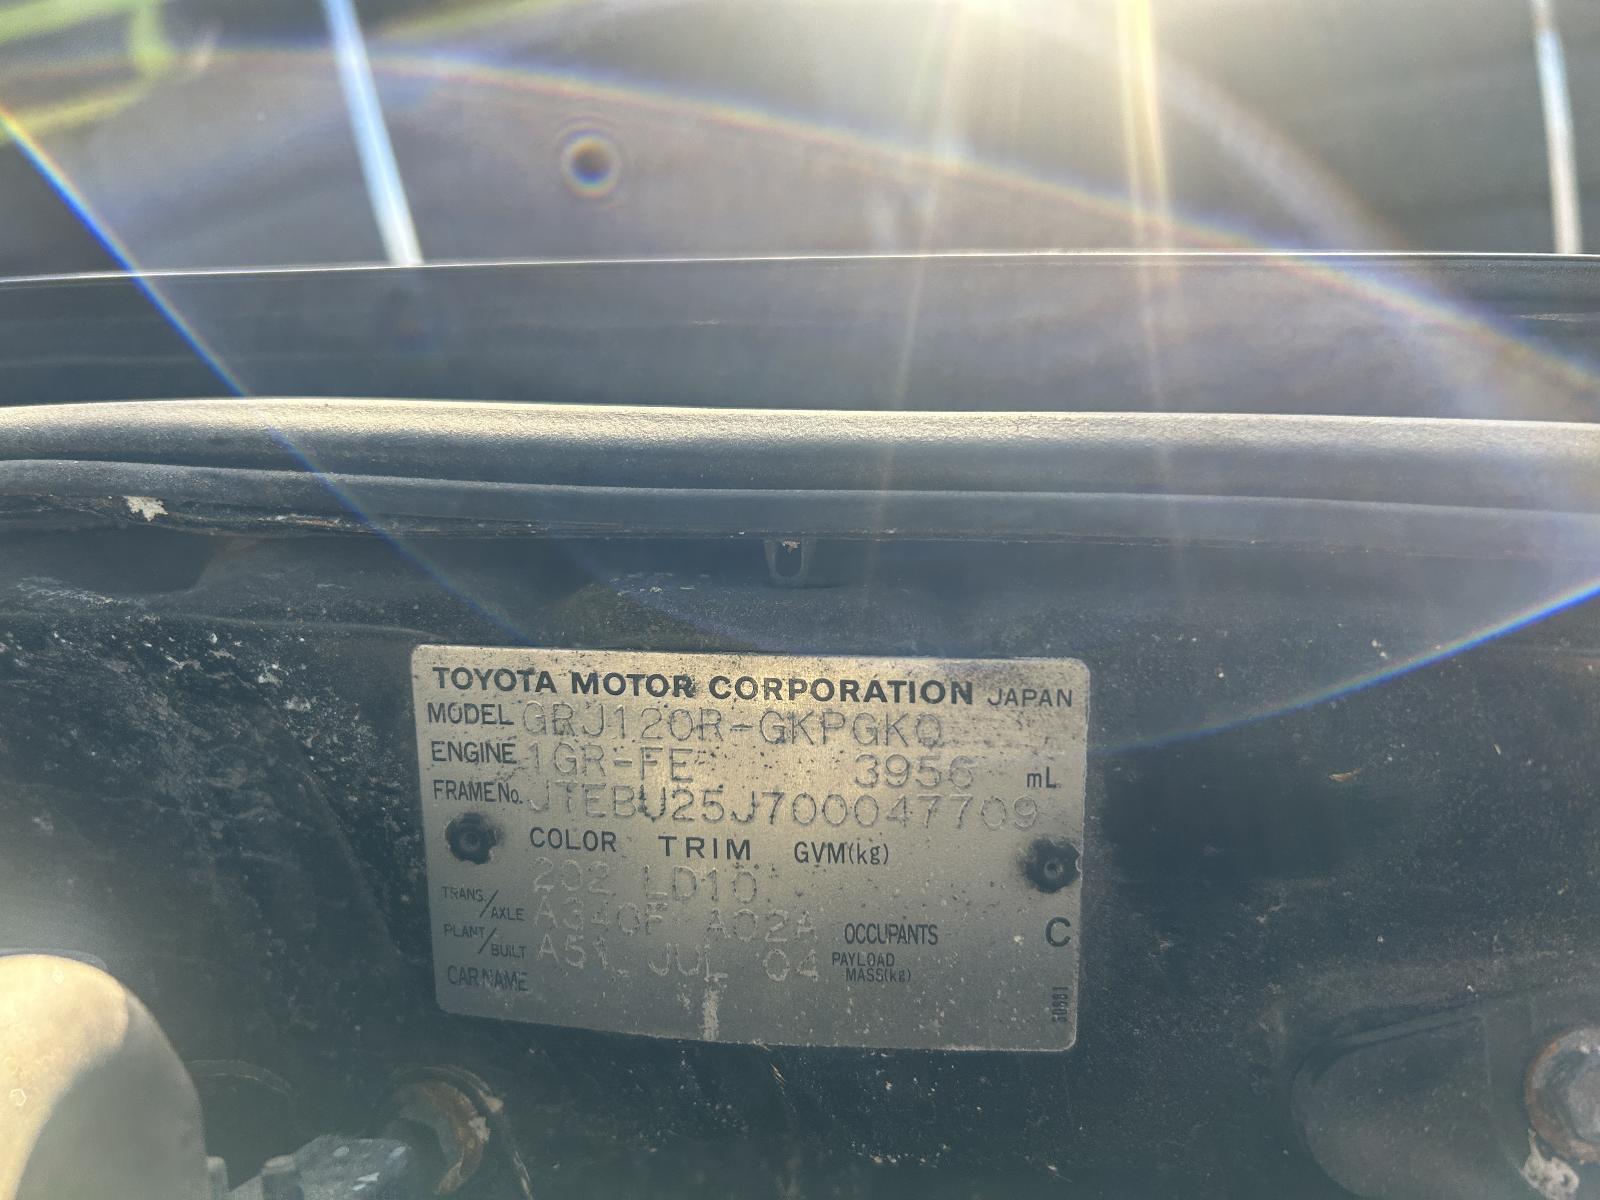 TOYOTA MOTOR CORPORATION JAPAN
MODEL GRJ120R-GKPGKQ
ENGINE 1GR-FE 3956 mL
FRAME No. JTEBU25J700047709
COLOR TRIM GVM(kg)
202 LD10
TRANS./AXLE A340F A02A OCCUPANTS C
PLANT/BUILT A51 JUL 04 PAYLOAD MASS(kg)
CAR NAME